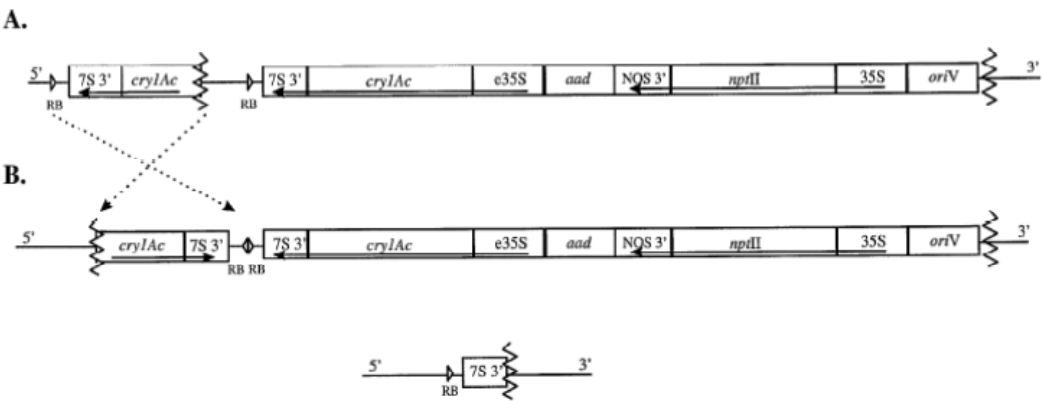 A.
5' 7S 3' cry1Ac 7S 3' cry1Ac e35S aad NOS 3' nptII 35S oriV 3'
RB RB
B.
5' cry1Ac 7S 3' 7S 3' cry1Ac e35S aad NOS 3' nptII 35S oriV 3'
RB RB
5' 7S 3' 3'
RB